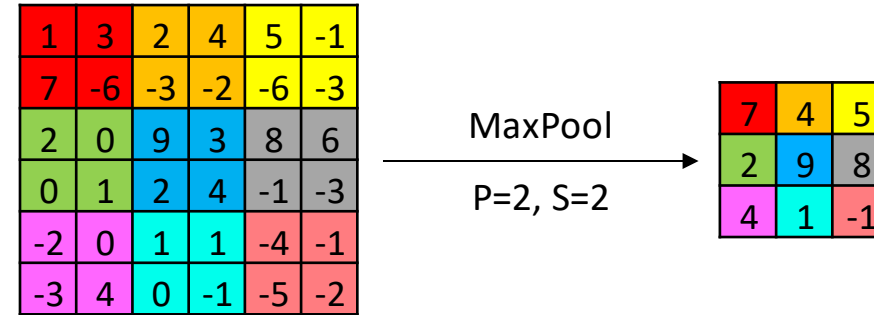 1 3 2 4 5 -1
7 -6 -3 -2 -6 -3
2 0 9 3 8 6
0 1 2 4 -1 -3
-2 0 1 1 -4 -1
-3 4 0 -1 -5 -2
MaxPool
P=2, S=2
7 4 5
2 9 8
4 1 -1